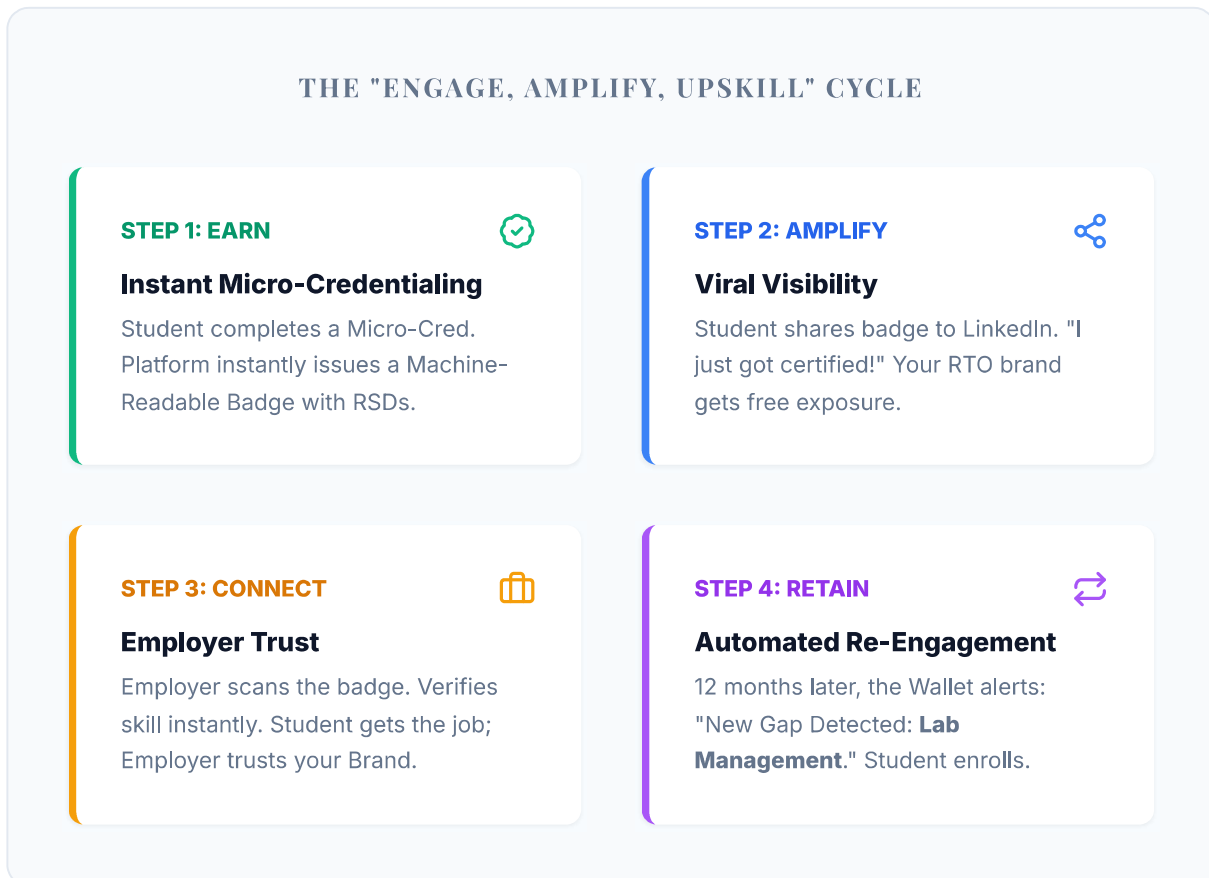 THE "ENGAGE, AMPLIFY, UPSKILL" CYCLE
STEP 1: EARN
Instant Micro-Credentialing
Student completes a Micro-Cred.
Platform instantly issues a Machine-
Readable Badge with RSDs.
STEP 2: AMPLIFY
Viral Visibility
Student shares badge to LinkedIn. "I
just got certified!" Your RTO brand
gets free exposure.
STEP 3: CONNECT
Employer Trust
Employer scans the badge. Verifies
skill instantly. Student gets the job;
Employer trusts your Brand.
STEP 4: RETAIN
Automated Re-Engagement
12 months later, the Wallet alerts:
"New Gap Detected: Lab
Management." Student enrolls.